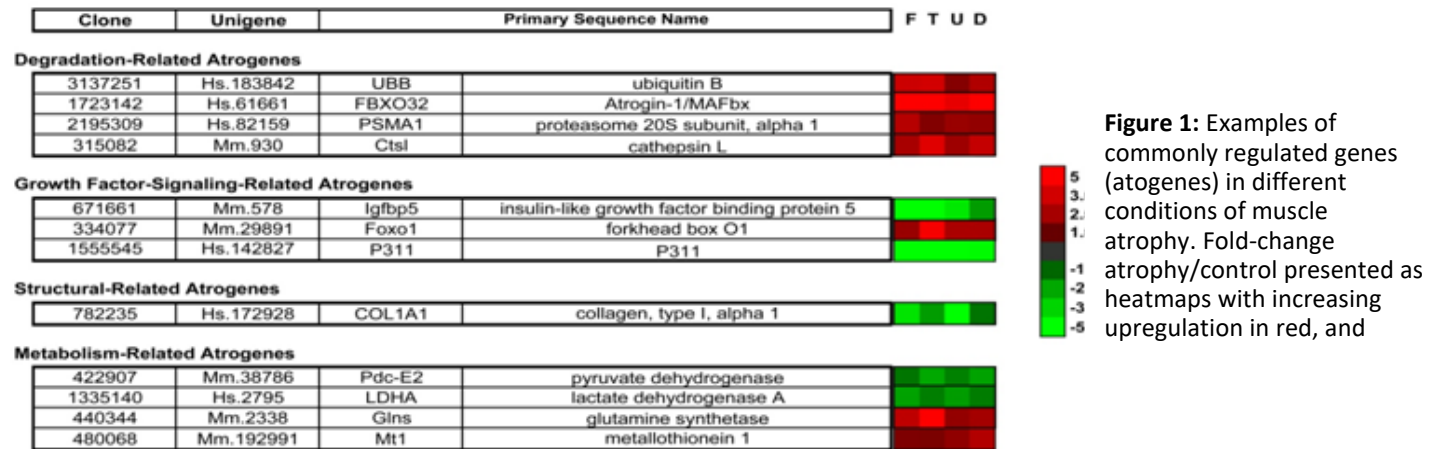 Clone Unigene Primary Sequence Name F T U D
Degradation-Related Atrogenes
3137251 Hs.183842 UBB ubiquitin B
1723142 Hs.61661 FBXO32 Atrogin-1/MAFbx
2195309 Hs.82159 PSMA1 proteasome 20S subunit, alpha 1
315082 Mm.930 Ctsl cathepsin L
Growth Factor-Signaling-Related Atrogenes
671661 Mm.578 Igfbp5 insulin-like growth factor binding protein 5
334077 Mm.29891 Foxo1 forkhead box O1
1555545 Hs.142827 P311 P311
Structural-Related Atrogenes
782235 Hs.172928 COL1A1 collagen, type I, alpha 1
Metabolism-Related Atrogenes
422907 Mm.38786 Pdc-E2 pyruvate dehydrogenase
1335140 Hs.2795 LDHA lactate dehydrogenase A
440344 Mm.2338 Glns glutamine synthetase
480068 Mm.192991 Mt1 metallothionein 1
5
3.
2.
1.
-1
-2
-3
-5
Figure 1: Examples of
commonly regulated genes
(atogenes) in different
conditions of muscle
atrophy. Fold-change
atrophy/control presented as
heatmaps with increasing
upregulation in red, and